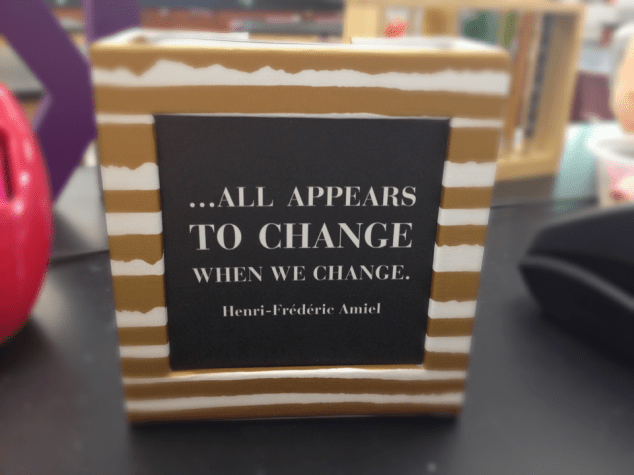 ...ALL APPEARS
TO CHANGE
WHEN WE CHANGE.
Henri-Frédéric Amiel